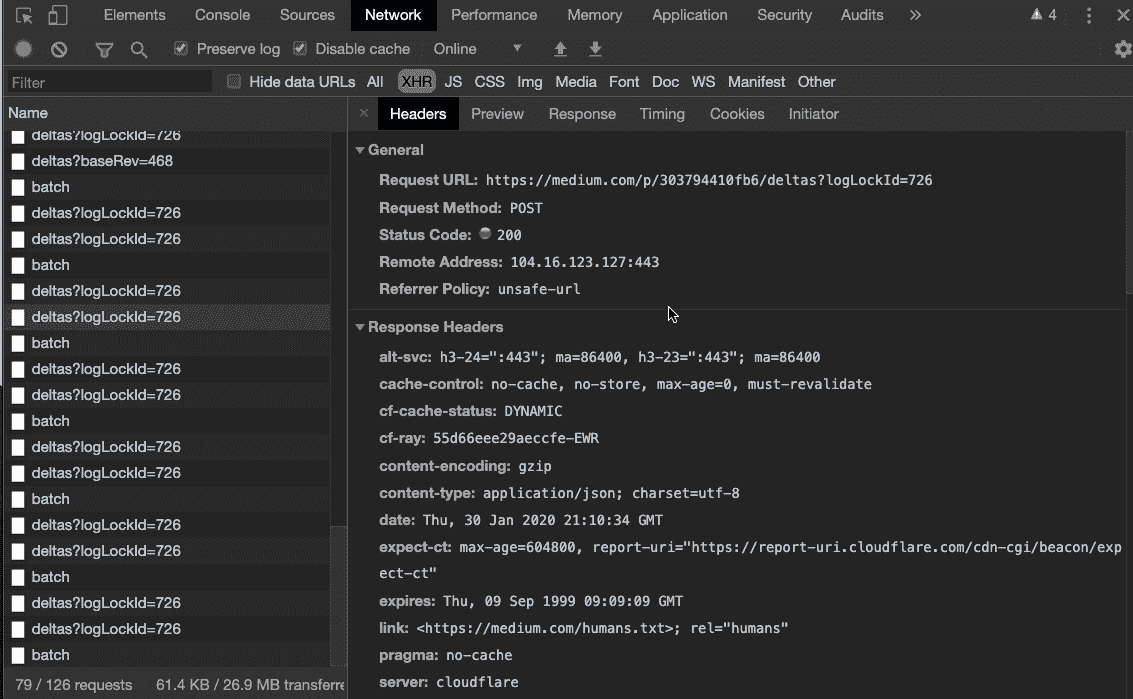 Elements Console Sources Network Performance Memory Application Security Audits » 4
Preserve log Disable cache Online
Filter Hide data URLs All XHR JS CSS Img Media Font Doc WS Manifest Other
Name
Headers Preview Response Timing Cookies Initiator
deltas?logLockId=726
deltas?baseRev=468
batch
deltas?logLockId=726
deltas?logLockId=726
batch
deltas?logLockId=726
deltas?logLockId=726
batch
deltas?logLockId=726
deltas?logLockId=726
batch
deltas?logLockId=726
deltas?logLockId=726
batch
deltas?logLockId=726
deltas?logLockId=726
batch
deltas?logLockId=726
deltas?logLockId=726
batch
79 / 126 requests 61.4 KB / 26.9 MB transferre
General
Request URL: https://medium.com/p/303794410fb6/deltas?logLockId=726
Request Method: POST
Status Code: 200
Remote Address: 104.16.123.127:443
Referrer Policy: unsafe-url
Response Headers
alt-svc: h3-24=":443"; ma=86400, h3-23=":443"; ma=86400
cache-control: no-cache, no-store, max-age=0, must-revalidate
cf-cache-status: DYNAMIC
cf-ray: 55d66eee29aeccfe-EWR
content-encoding: gzip
content-type: application/json; charset=utf-8
date: Thu, 30 Jan 2020 21:10:34 GMT
expect-ct: max-age=604800, report-uri="https://report-uri.cloudflare.com/cdn-cgi/beacon/exp
ect-ct"
expires: Thu, 09 Sep 1999 09:09:09 GMT
link: <https://medium.com/humans.txt>; rel="humans"
pragma: no-cache
server: cloudflare